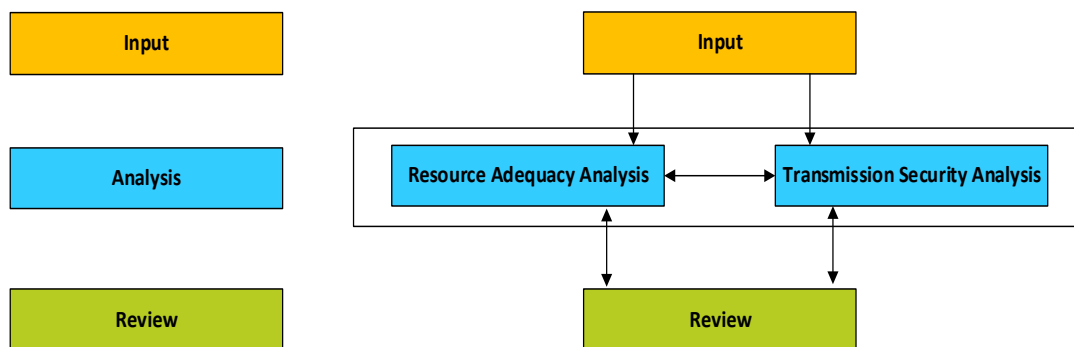 Input
Input
Analysis
Resource Adequacy Analysis
Transmission Security Analysis
Review
Review